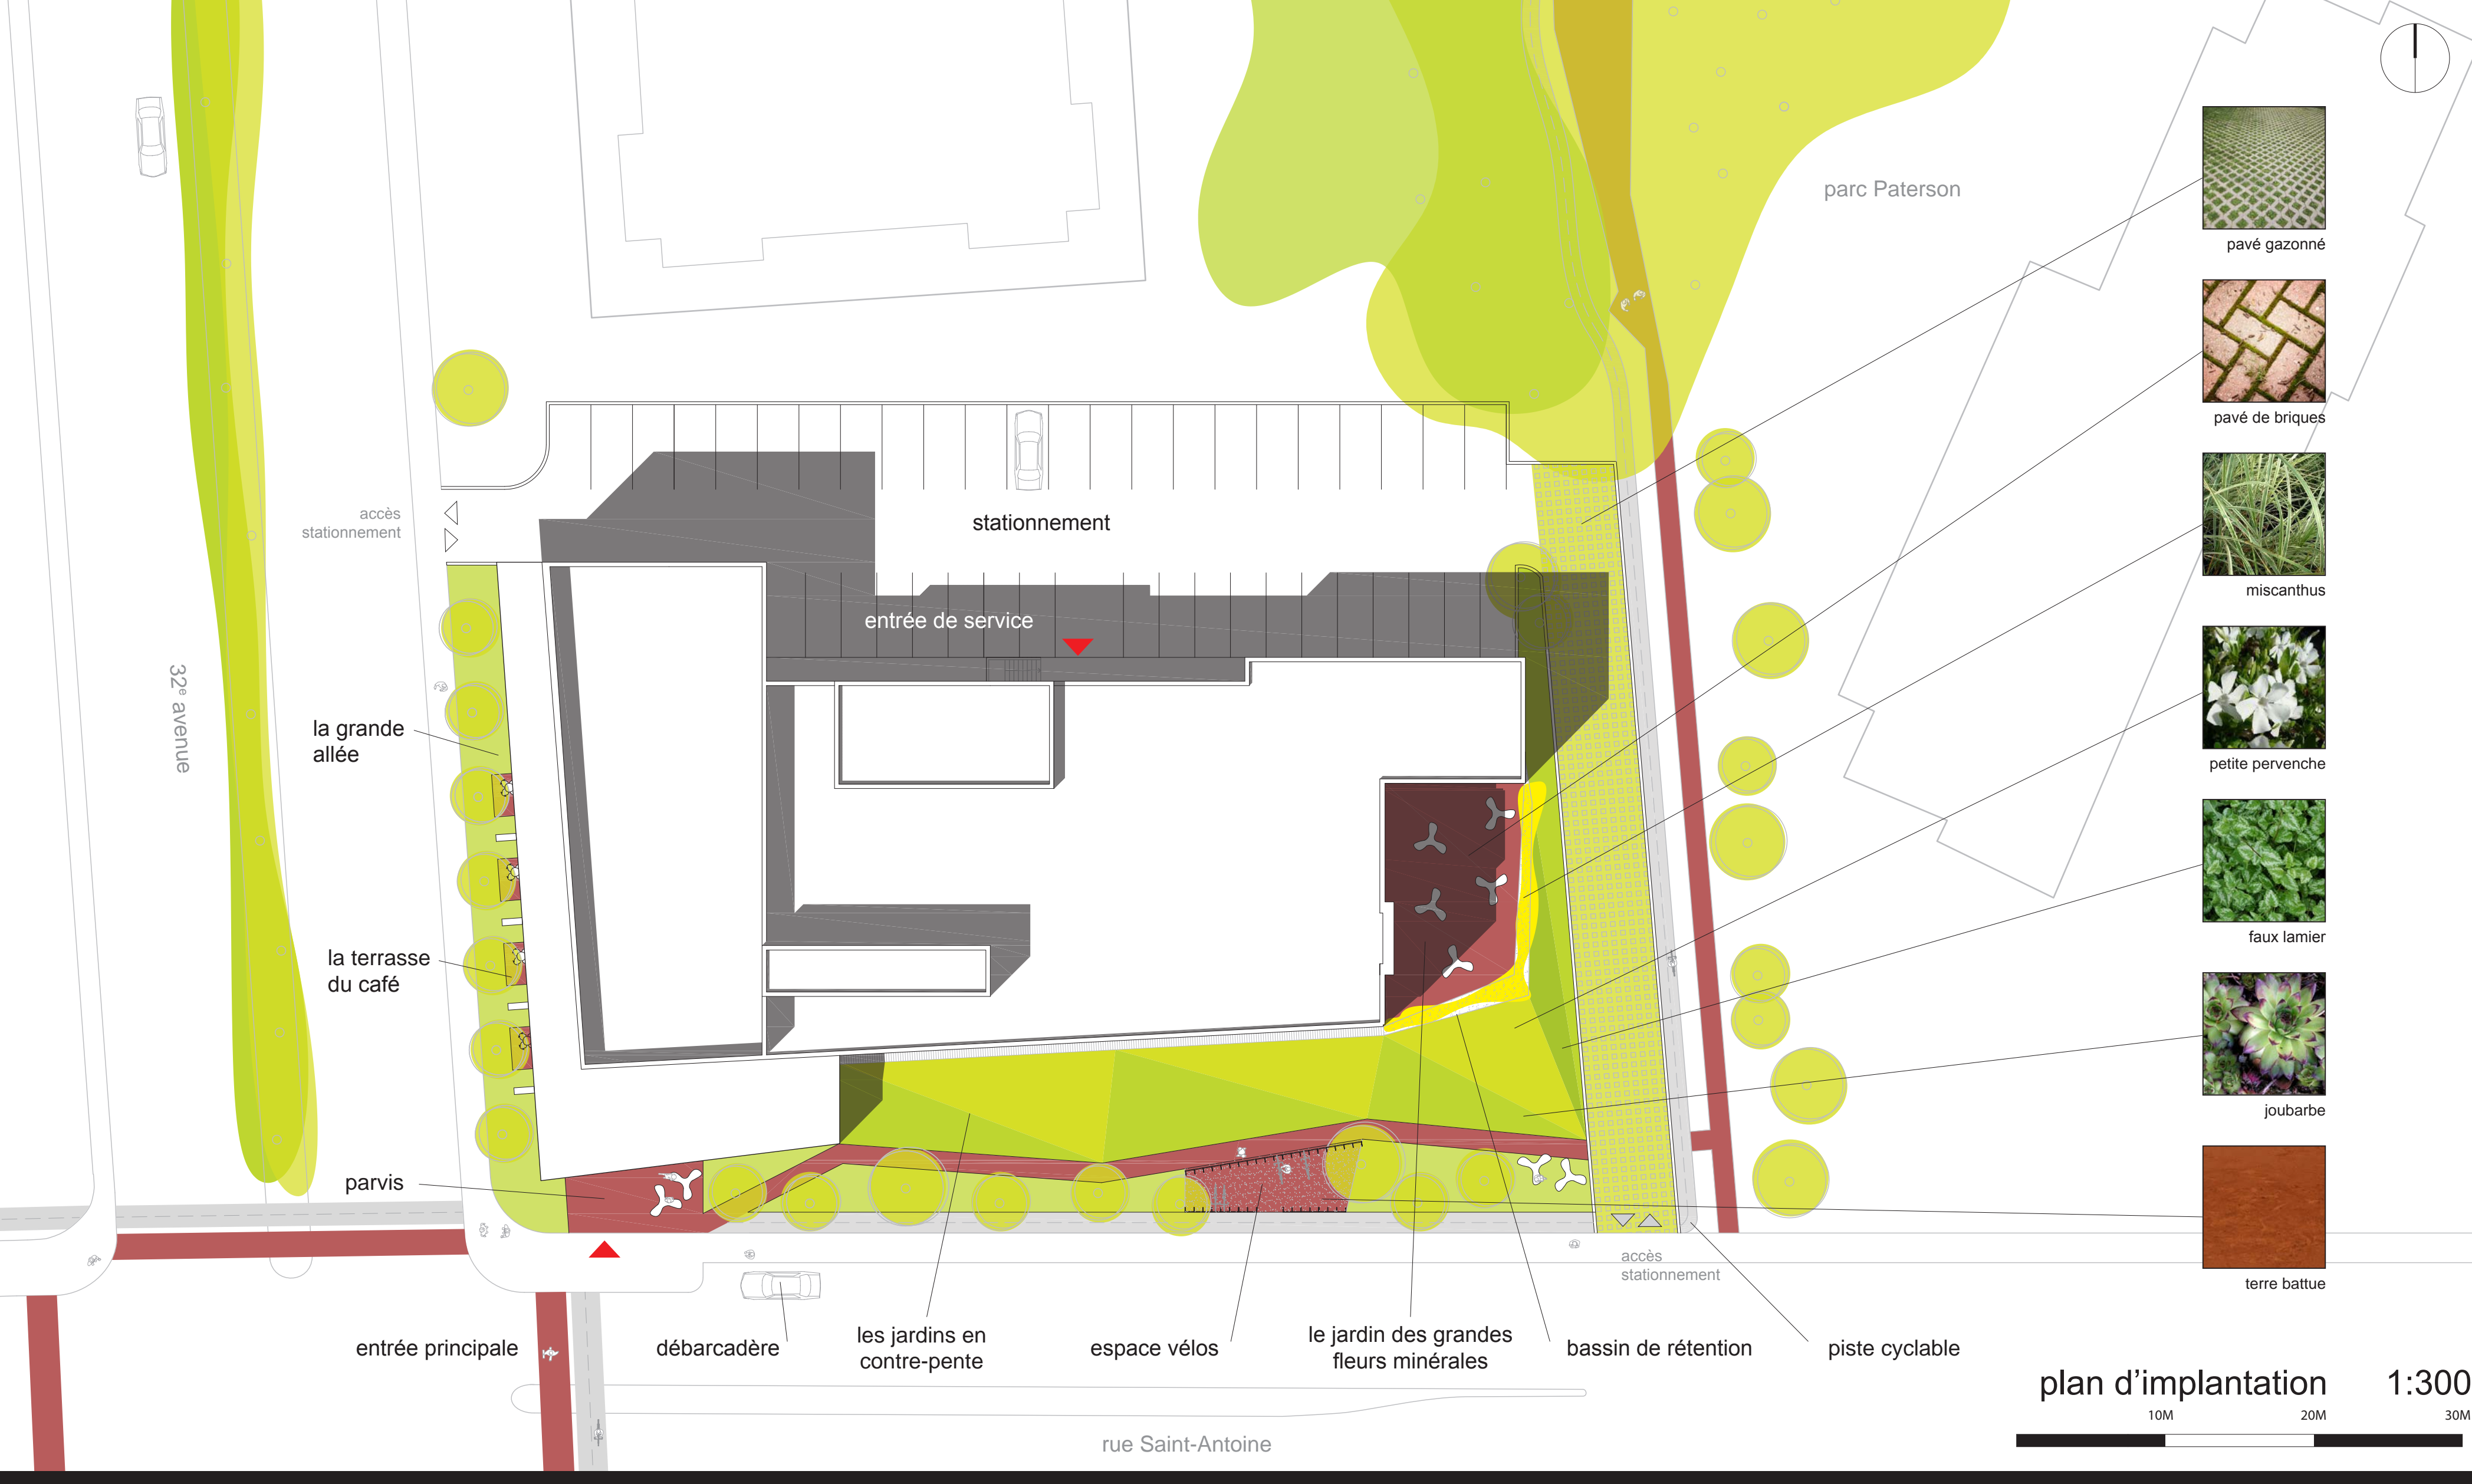 parc Paterson
pavé gazonné
pavé de briques
miscanthus
petite pervenche
faux lamier
joubarbe
terre battue
accès
stationnement
stationnement
entrée de service
32e avenue
la grande
allée
la terrasse
du café
parvis
accès
stationnement
entrée principale
débarcadère
les jardins en
contre-pente
espace vélos
le jardin des grandes
fleurs minérales
bassin de rétention
piste cyclable
rue Saint-Antoine
plan d’implantation 1:300
10M 20M 30M